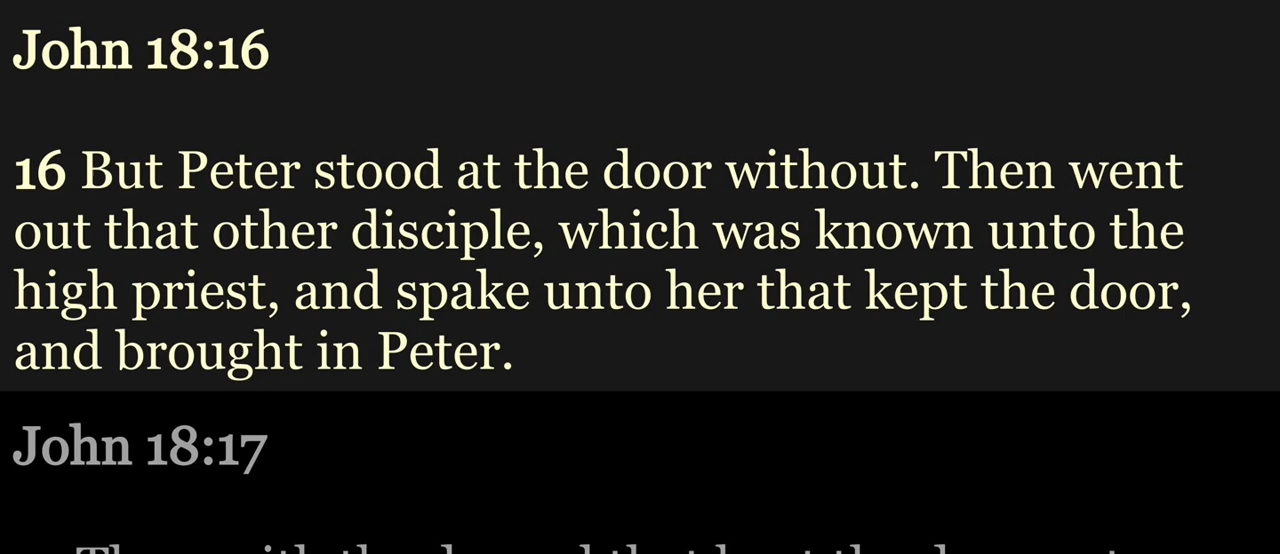 John 18:16
16 But Peter stood at the door without. Then went
out that other disciple, which was known unto the
high priest, and spake unto her that kept the door,
and brought in Peter.
John 18:17